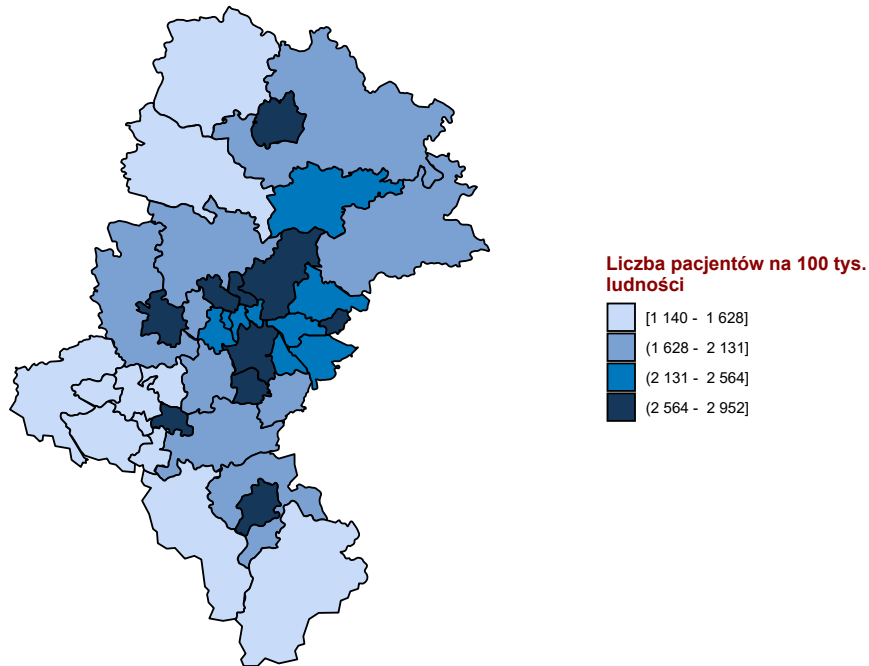 Liczba pacjentów na 100 tys.
ludności
[1 140 - 1 628]
(1 628 - 2 131]
(2 131 - 2 564]
(2 564 - 2 952]